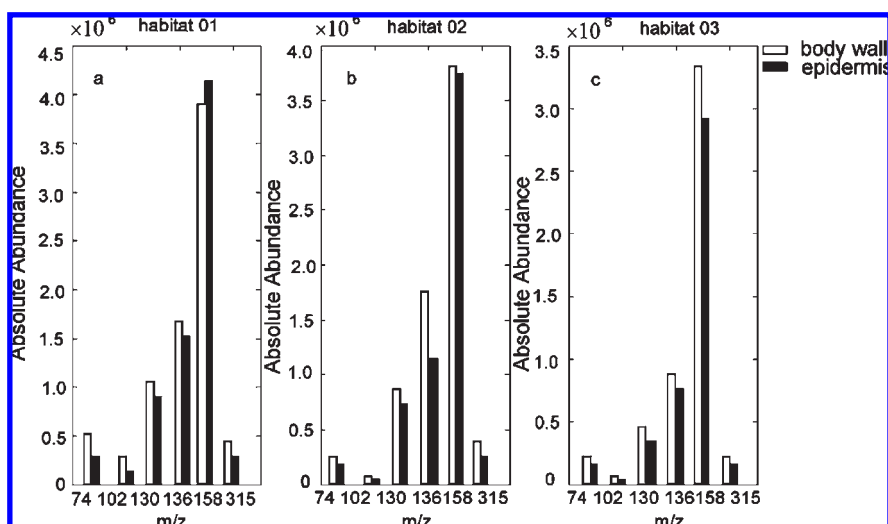 ×10⁶ habitat 01
a
4.5
4.0
3.5
3.0
2.5
2.0
1.5
1.0
0.5
0
Absolute Abundance
74 102 130 136 158 315
m/z
×10⁶ habitat 02
b
4.0
3.5
3.0
2.5
2.0
1.5
1.0
0.5
0
Absolute Abundance
74 102 130 136 158 315
m/z
×10⁶ habitat 03
c
3.5
3.0
2.5
2.0
1.5
1.0
0.5
0
Absolute Abundance
74 102 130 136 158 315
m/z
body wall
epidermis